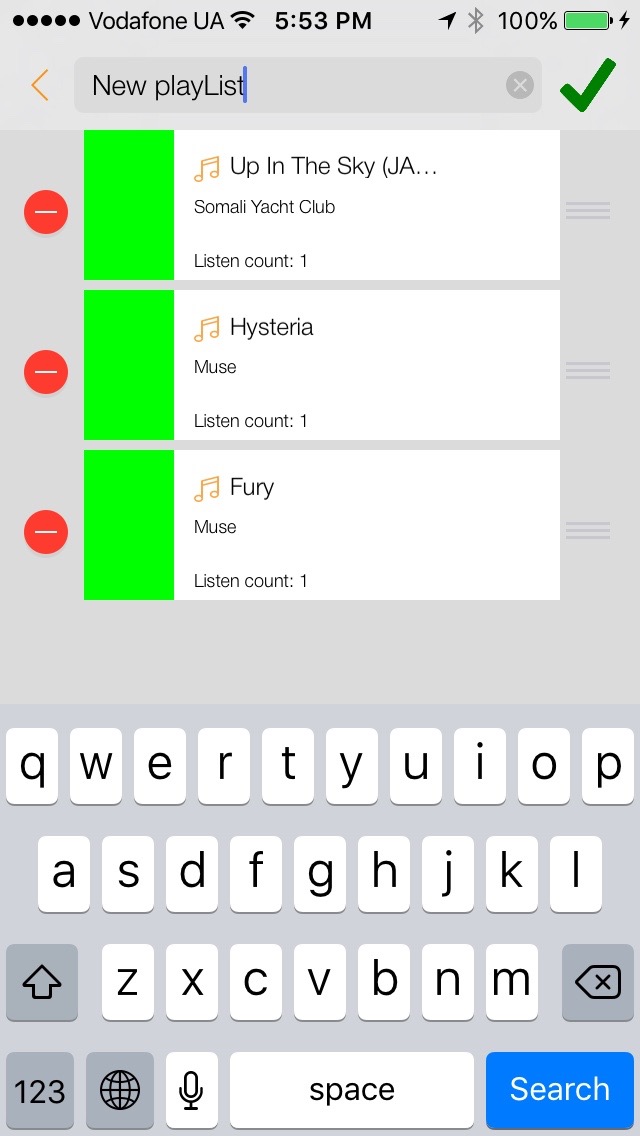 Vodafone UA 5:53 PM 100%
New playList
Up In The Sky (JA...
Somali Yacht Club
Listen count: 1
Hysteria
Muse
Listen count: 1
Fury
Muse
Listen count: 1
q w e r t y u i o p
a s d f g h j k l
z x c v b n m
123 space Search